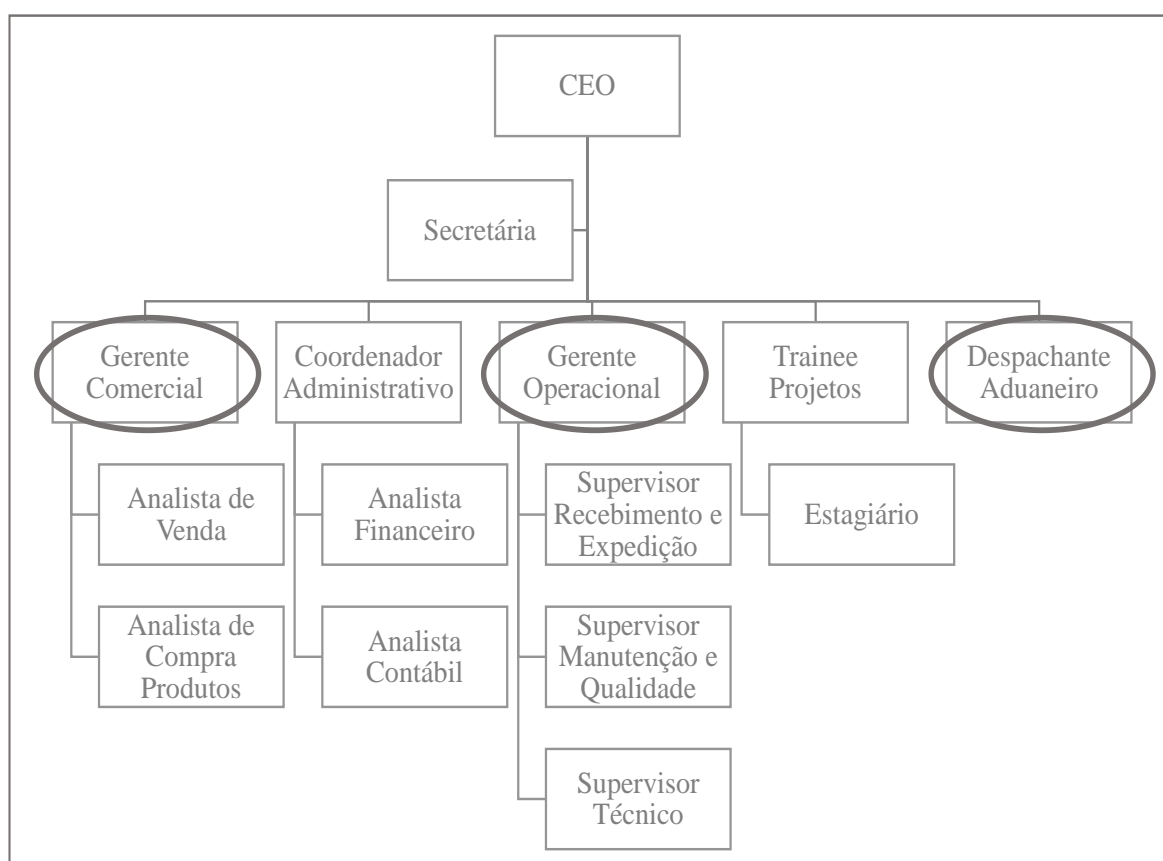 CEO
Secretária
Gerente
Comercial
Coordenador
Administrativo
Gerente
Operacional
Trainee
Projetos
Despachante
Aduaneiro
Analista de
Venda
Analista
Financeiro
Supervisor
Recebimento e
Expedição
Estagiário
Analista de
Compra
Produtos
Analista
Contábil
Supervisor
Manutenção e
Qualidade
Supervisor
Técnico